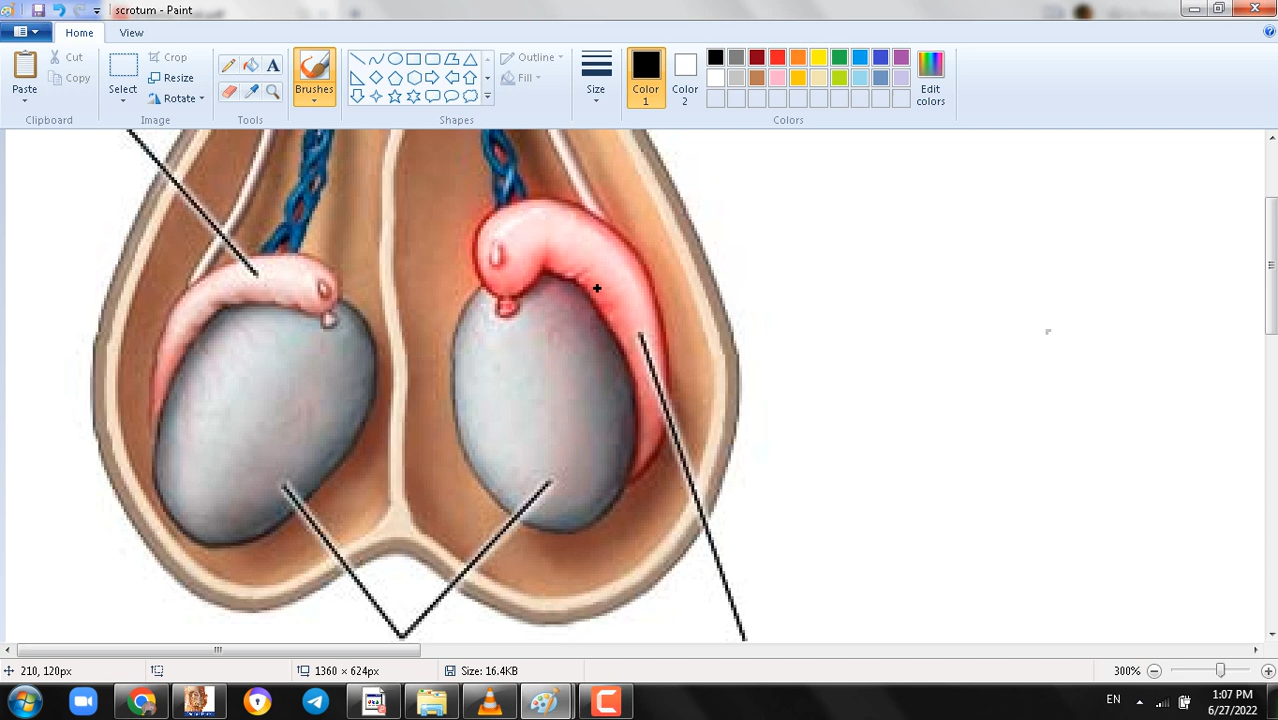 scrotum - Paint
Home View
Paste
Cut
Copy
Clipboard
Select
Crop
Resize
Rotate
Image
A
Tools
Brushes
Outline
Fill
Shapes
Size
Color
1
Color
2
Edit
colors
Colors
210, 120px
1360 × 624px
Size: 16.4KB
300%
EN
1:07 PM
6/27/2022